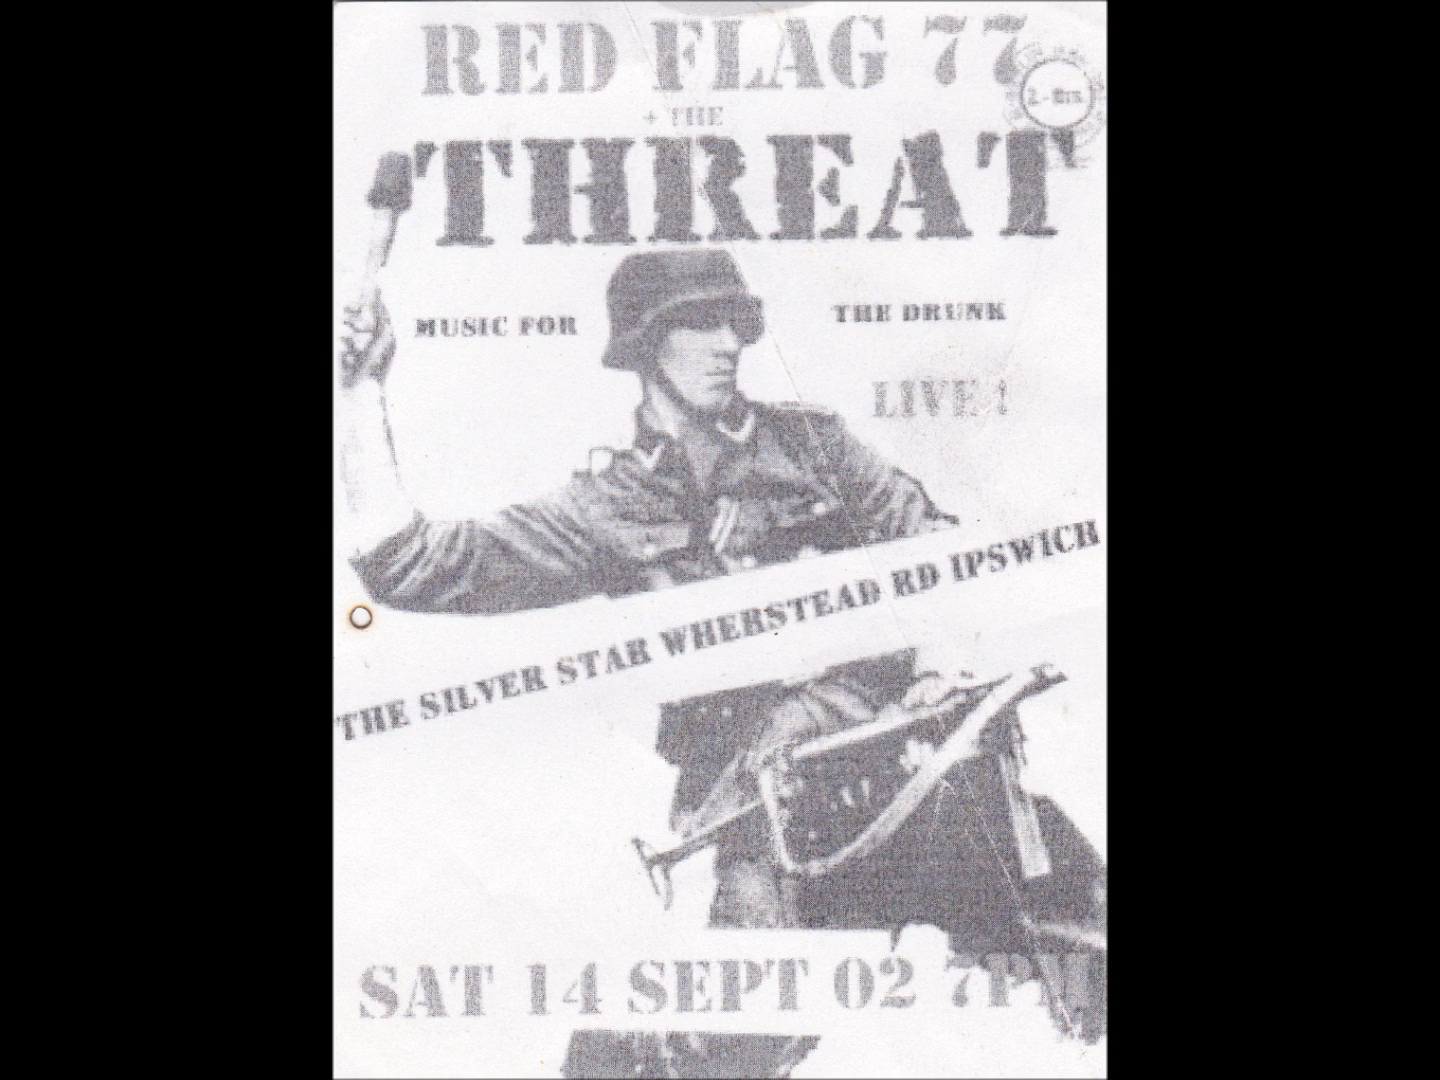 RED FLAG 77
+ THE
THREAT
MUSIC FOR
THE DRUNK
LIVE!
THE SILVER STAR WHERSTEAD RD IPSWICH
SAT 14 SEPT 02 7PM